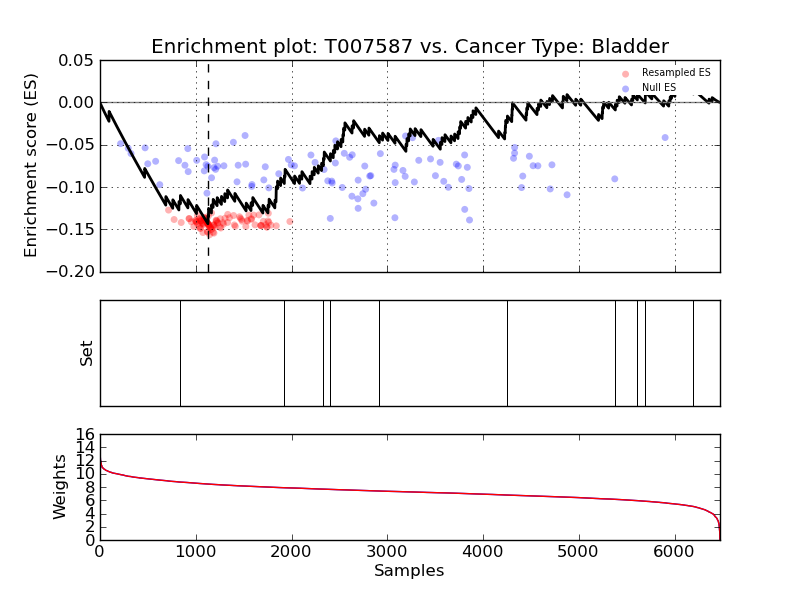 Enrichment plot: T007587 vs. Cancer Type: Bladder
Enrichment score (ES)
0.05
0.00
−0.05
−0.10
−0.15
−0.20
Resampled ES
Null ES
Set
Weights
16
14
12
10
8
6
4
2
0
0 1000 2000 3000 4000 5000 6000
Samples